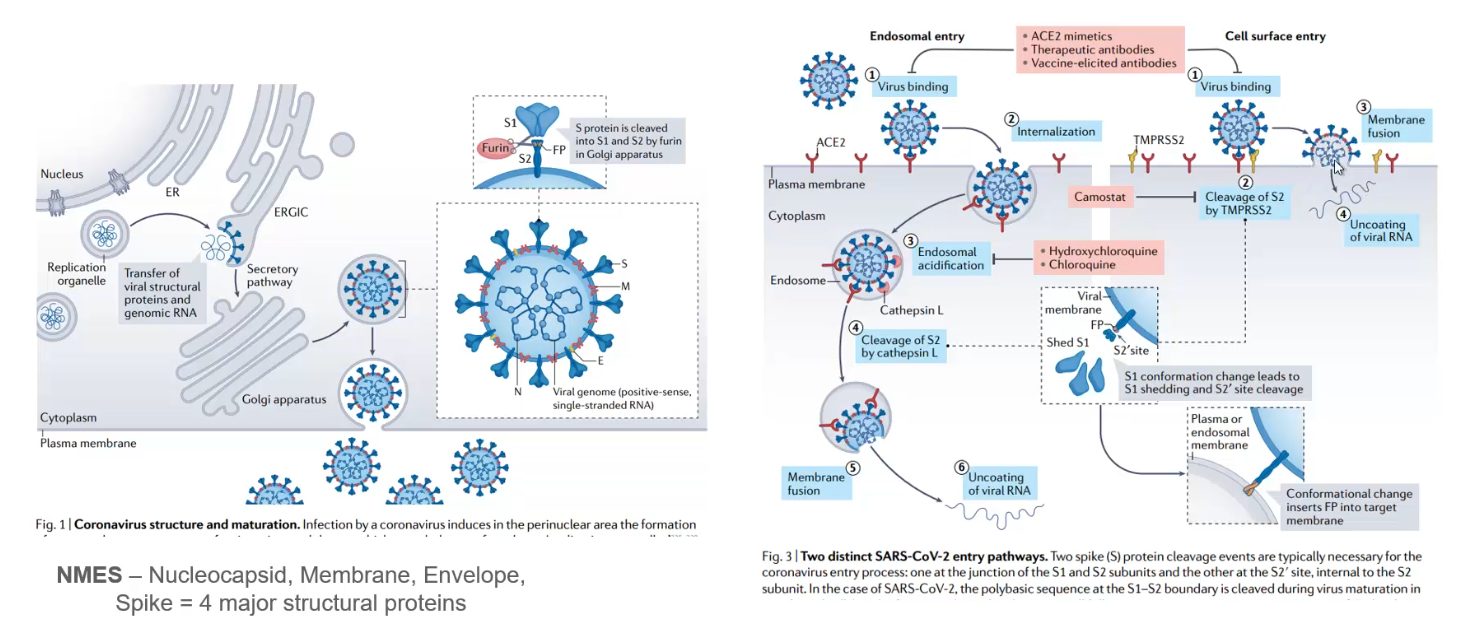 Nucleus
ER
ERGIC
Replication
organelle
Transfer of
viral structural
proteins and
genomic RNA
Secretory
pathway
Golgi apparatus
Cytoplasm
Plasma membrane
S1
Furin
FP
S2
S protein is cleaved
into S1 and S2 by furin
in Golgi apparatus
S
M
E
N
Viral genome (positive-sense,
single-stranded RNA)
Fig. 1 | Coronavirus structure and maturation. Infection by a coronavirus induces in the perinuclear area the formation
NMES – Nucleocapsid, Membrane, Envelope,
Spike = 4 major structural proteins
Endosomal entry
• ACE2 mimetics
• Therapeutic antibodies
• Vaccine-elicited antibodies
Cell surface entry
1 Virus binding
2 Internalization
ACE2
Plasma membrane
Cytoplasm
3 Endosomal
acidification
• Hydroxychloroquine
• Chloroquine
Endosome
Cathepsin L
4 Cleavage of S2
by cathepsin L
Membrane
fusion 5
6 Uncoating
of viral RNA
1 Virus binding
TMPRSS2
3 Membrane
fusion
Camostat
2 Cleavage of S2
by TMPRSS2
4 Uncoating
of viral RNA
Viral
membrane
FP
Shed S1
S2′ site
S1 conformation change leads to
S1 shedding and S2′ site cleavage
Plasma or
endosomal
membrane
Conformational change
inserts FP into target
membrane
Fig. 3 | Two distinct SARS-CoV-2 entry pathways. Two spike (S) protein cleavage events are typically necessary for the
coronavirus entry process: one at the junction of the S1 and S2 subunits and the other at the S2′ site, internal to the S2
subunit. In the case of SARS-CoV-2, the polybasic sequence at the S1–S2 boundary is cleaved during virus maturation in